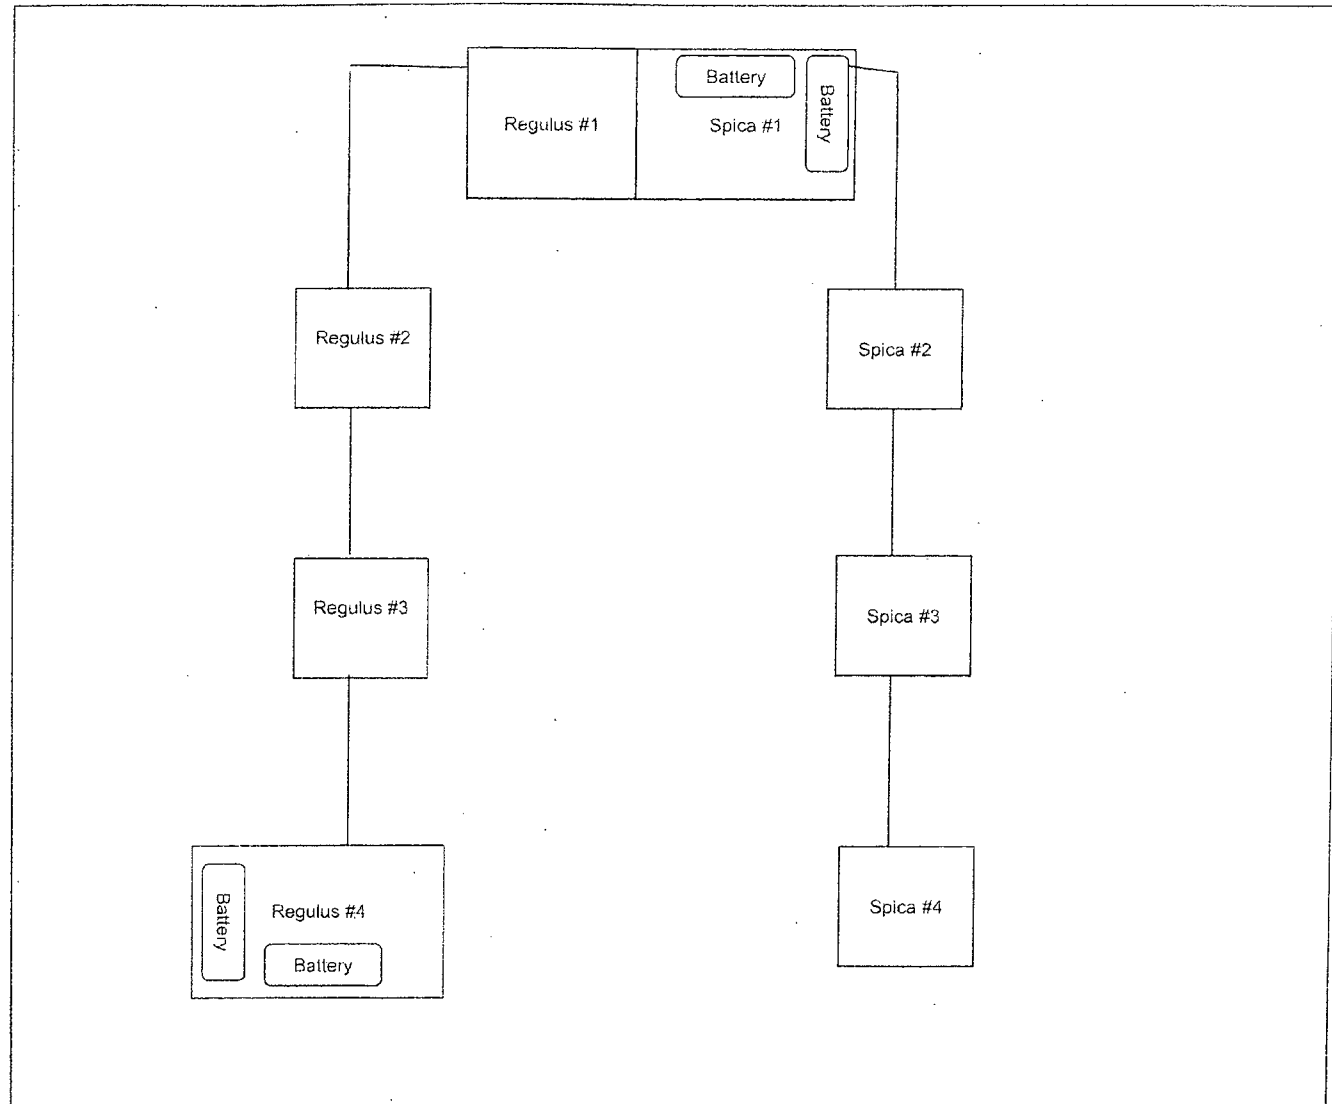 Battery
Battery
Regulus #1
Spica #1
Regulus #2
Spica #2
Regulus #3
Spica #3
Battery
Regulus #4
Spica #4
Battery